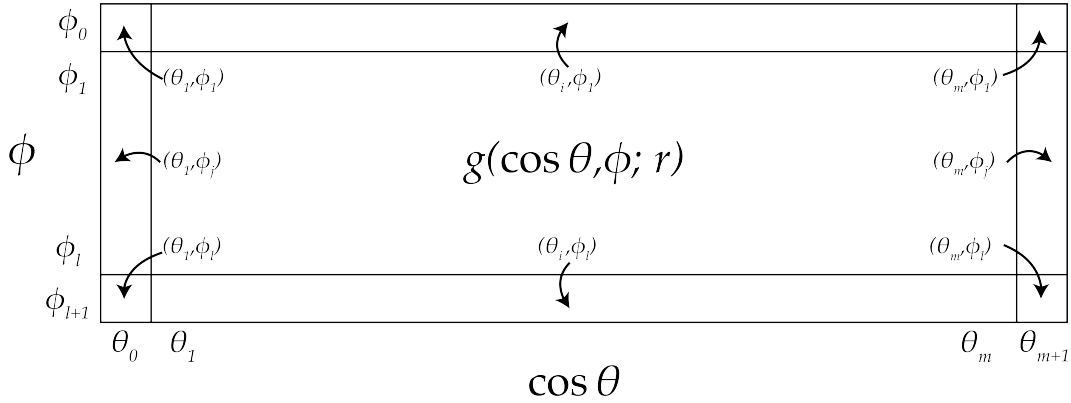 ϕ₀
ϕ₁ (θ₁,ϕ₁) (θᵢ,ϕ₁) (θₘ,ϕ₁)
ϕ (θ₁,ϕⱼ) g(cos θ,ϕ; r) (θₘ,ϕⱼ)
ϕₗ (θ₁,ϕₗ) (θᵢ,ϕₗ) (θₘ,ϕₗ)
ϕₗ₊₁
θ₀ θ₁ θₘ θₘ₊₁
cos θ